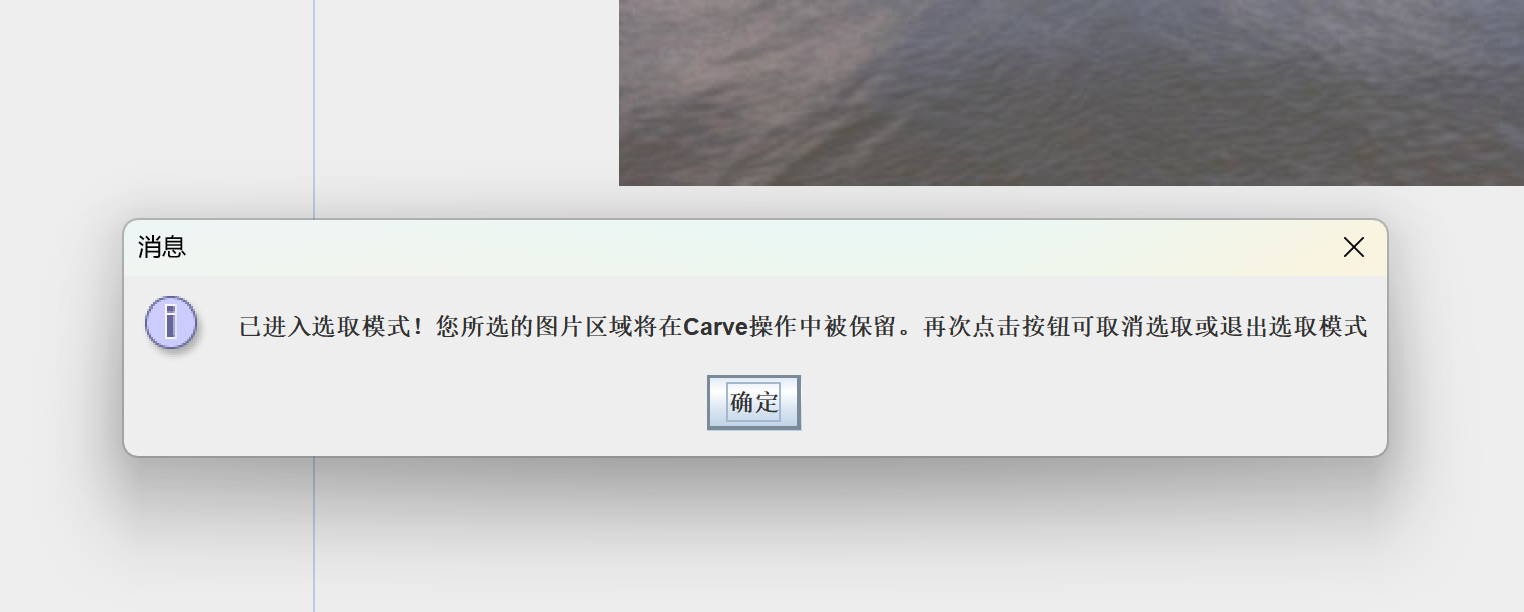 消息
已进入选取模式！您所选的图片区域将在Carve操作中被保留。再次点击按钮可取消选取或退出选取模式
确定